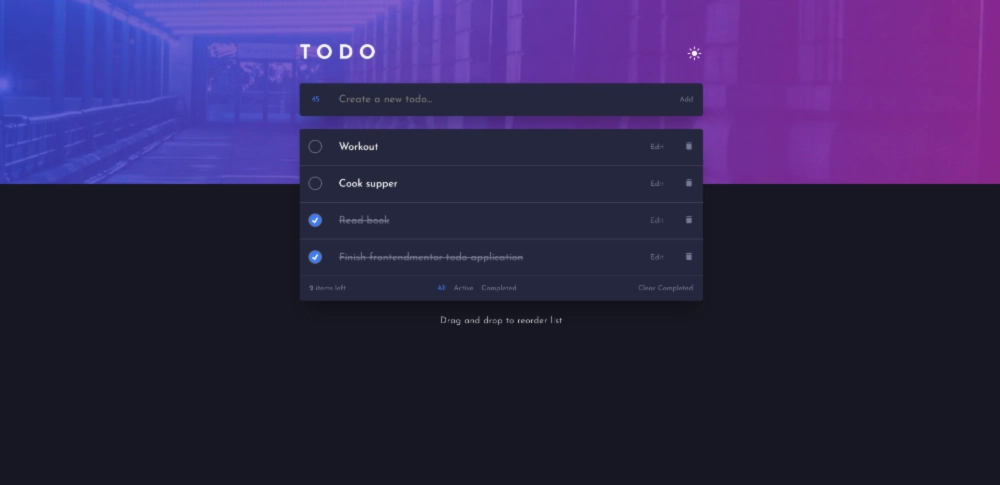 TODO
45 Create a new todo... Add
Workout Edit
Cook supper Edit
Read book Edit
Finish frontendmentor todo application Edit
2 items left All Active Completed Clear Completed
Drag and drop to reorder list